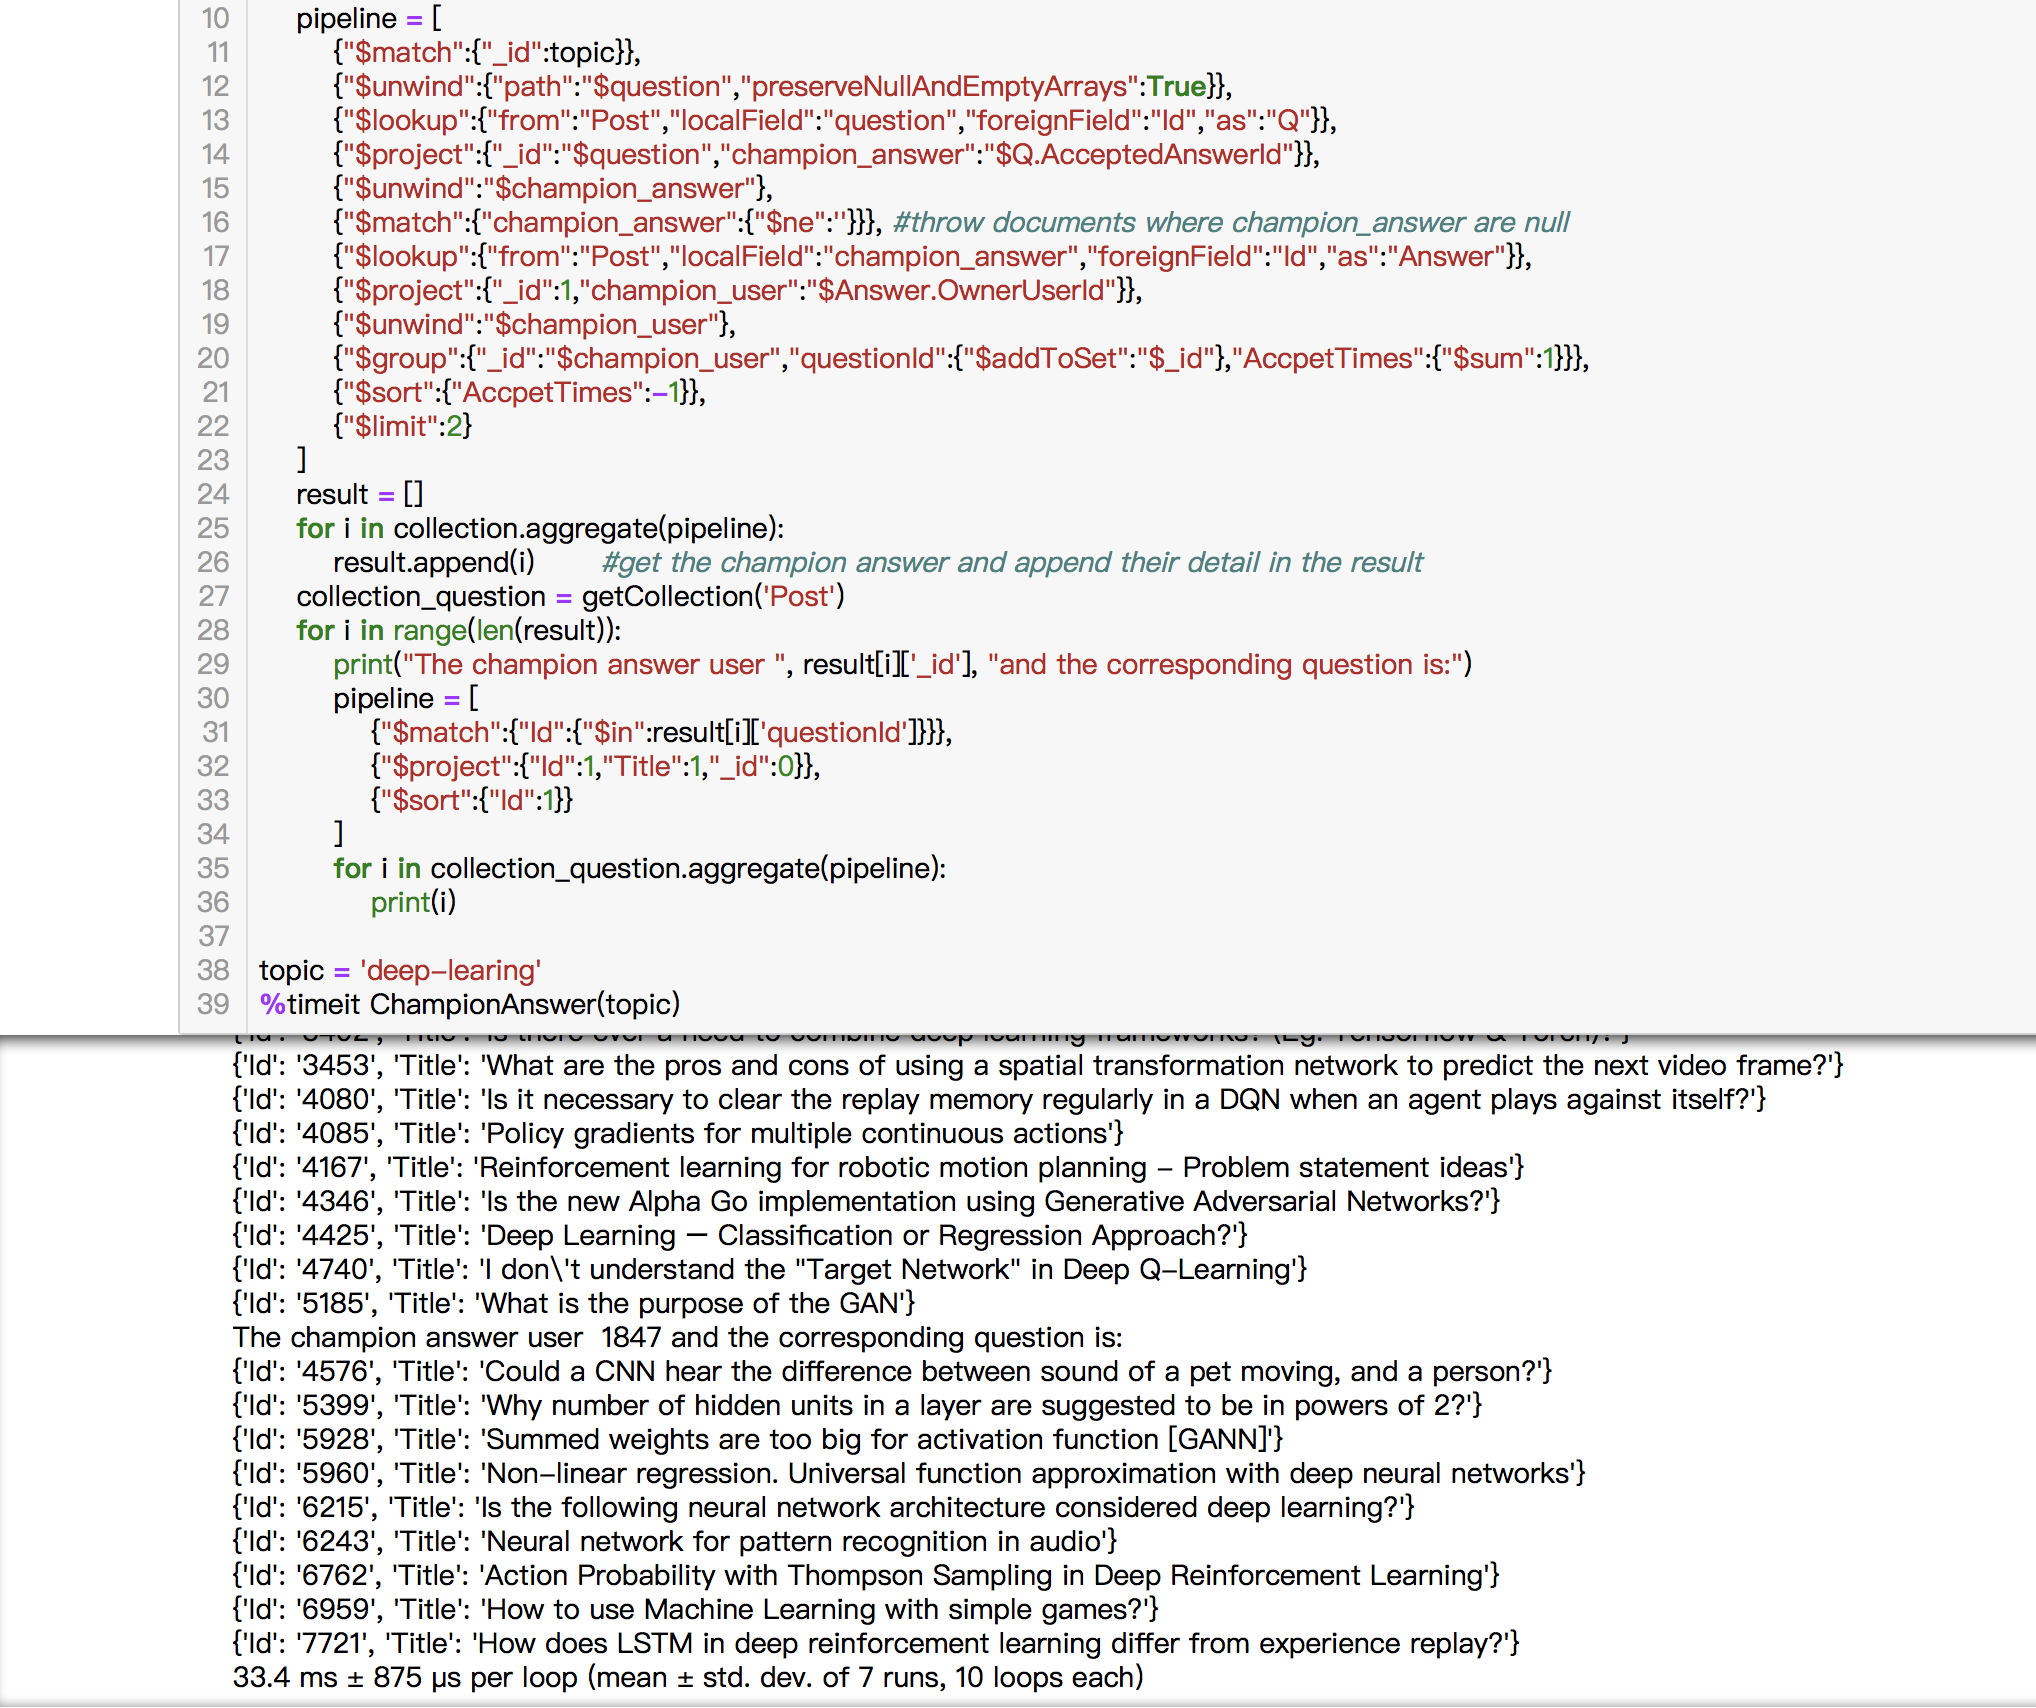 10 pipeline = [
11 {"$match":{"_id":topic}},
12 {"$unwind":{"path":"$question","preserveNullAndEmptyArrays":True}},
13 {"$lookup":{"from":"Post","localField":"question","foreignField":"Id","as":"Q"}},
14 {"$project":{"_id":"$question","champion_answer":"$Q.AcceptedAnswerId"}},
15 {"$unwind":"$champion_answer"},
16 {"$match":{"champion_answer":{"$ne":''}}}, #throw documents where champion_answer are null
17 {"$lookup":{"from":"Post","localField":"champion_answer","foreignField":"Id","as":"Answer"}},
18 {"$project":{"_id":1,"champion_user":"$Answer.OwnerUserId"}},
19 {"$unwind":"$champion_user"},
20 {"$group":{"_id":"$champion_user","questionId":{"$addToSet":"$_id"},"AccpetTimes":{"$sum":1}}},
21 {"$sort":{"AccpetTimes":-1}},
22 {"$limit":2}
23 ]
24 result = []
25 for i in collection.aggregate(pipeline):
26 result.append(i) #get the champion answer and append their detail in the result
27 collection_question = getCollection('Post')
28 for i in range(len(result)):
29 print("The champion answer user ", result[i]['_id'], "and the corresponding question is:")
30 pipeline = [
31 {"$match":{"Id":{"$in":result[i]['questionId']}}},
32 {"$project":{"Id":1,"Title":1,"_id":0}},
33 {"$sort":{"Id":1}}
34 ]
35 for i in collection_question.aggregate(pipeline):
36 print(i)
37
38 topic = 'deep-learing'
39 %timeit ChampionAnswer(topic)
{'Id': '3402', 'Title': 'Is there ever a need to combine deep learning frameworks? (Eg. Tensorflow & Torch)?'}
{'Id': '3453', 'Title': 'What are the pros and cons of using a spatial transformation network to predict the next video frame?'}
{'Id': '4080', 'Title': 'Is it necessary to clear the replay memory regularly in a DQN when an agent plays against itself?'}
{'Id': '4085', 'Title': 'Policy gradients for multiple continuous actions'}
{'Id': '4167', 'Title': 'Reinforcement learning for robotic motion planning – Problem statement ideas'}
{'Id': '4346', 'Title': 'Is the new Alpha Go implementation using Generative Adversarial Networks?'}
{'Id': '4425', 'Title': 'Deep Learning — Classification or Regression Approach?'}
{'Id': '4740', 'Title': 'I don\'t understand the "Target Network" in Deep Q-Learning'}
{'Id': '5185', 'Title': 'What is the purpose of the GAN'}
The champion answer user  1847 and the corresponding question is:
{'Id': '4576', 'Title': 'Could a CNN hear the difference between sound of a pet moving, and a person?'}
{'Id': '5399', 'Title': 'Why number of hidden units in a layer are suggested to be in powers of 2?'}
{'Id': '5928', 'Title': 'Summed weights are too big for activation function [GANN]'}
{'Id': '5960', 'Title': 'Non-linear regression. Universal function approximation with deep neural networks'}
{'Id': '6215', 'Title': 'Is the following neural network architecture considered deep learning?'}
{'Id': '6243', 'Title': 'Neural network for pattern recognition in audio'}
{'Id': '6762', 'Title': 'Action Probability with Thompson Sampling in Deep Reinforcement Learning'}
{'Id': '6959', 'Title': 'How to use Machine Learning with simple games?'}
{'Id': '7721', 'Title': 'How does LSTM in deep reinforcement learning differ from experience replay?'}
33.4 ms ± 875 µs per loop (mean ± std. dev. of 7 runs, 10 loops each)